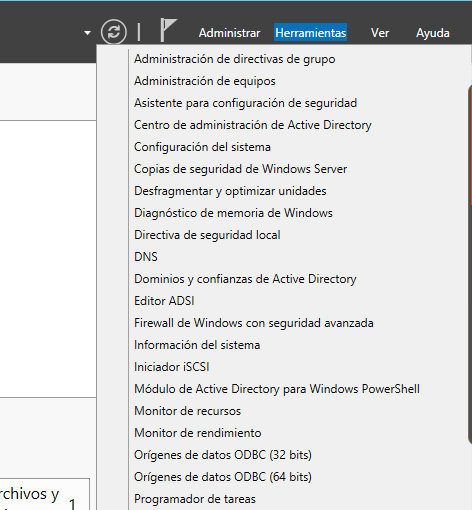 Administrar Herramientas Ver Ayuda
Administración de directivas de grupo
Administración de equipos
Asistente para configuración de seguridad
Centro de administración de Active Directory
Configuración del sistema
Copias de seguridad de Windows Server
Desfragmentar y optimizar unidades
Diagnóstico de memoria de Windows
Directiva de seguridad local
DNS
Dominios y confianzas de Active Directory
Editor ADSI
Firewall de Windows con seguridad avanzada
Información del sistema
Iniciador iSCSI
Módulo de Active Directory para Windows PowerShell
Monitor de recursos
Monitor de rendimiento
Orígenes de datos ODBC (32 bits)
Orígenes de datos ODBC (64 bits)
Programador de tareas
rchivos y
1